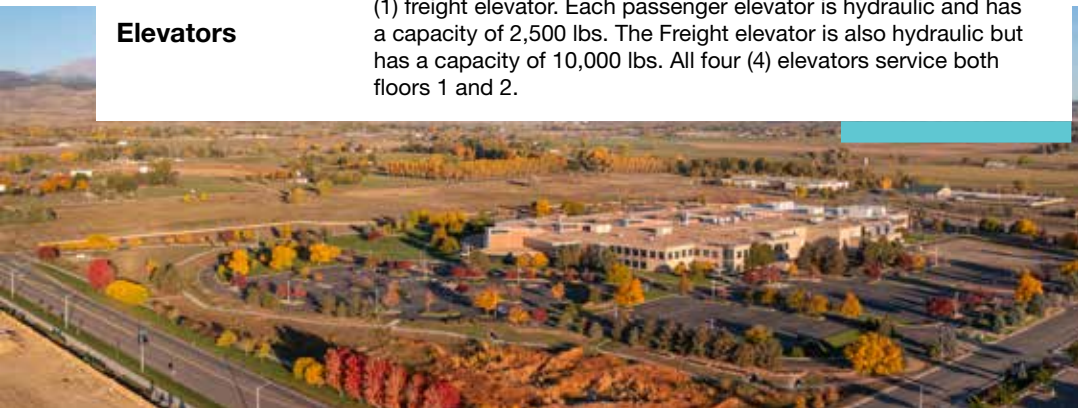 Elevators
(1) freight elevator. Each passenger elevator is hydraulic and has
a capacity of 2,500 lbs. The Freight elevator is also hydraulic but
has a capacity of 10,000 lbs. All four (4) elevators service both
floors 1 and 2.